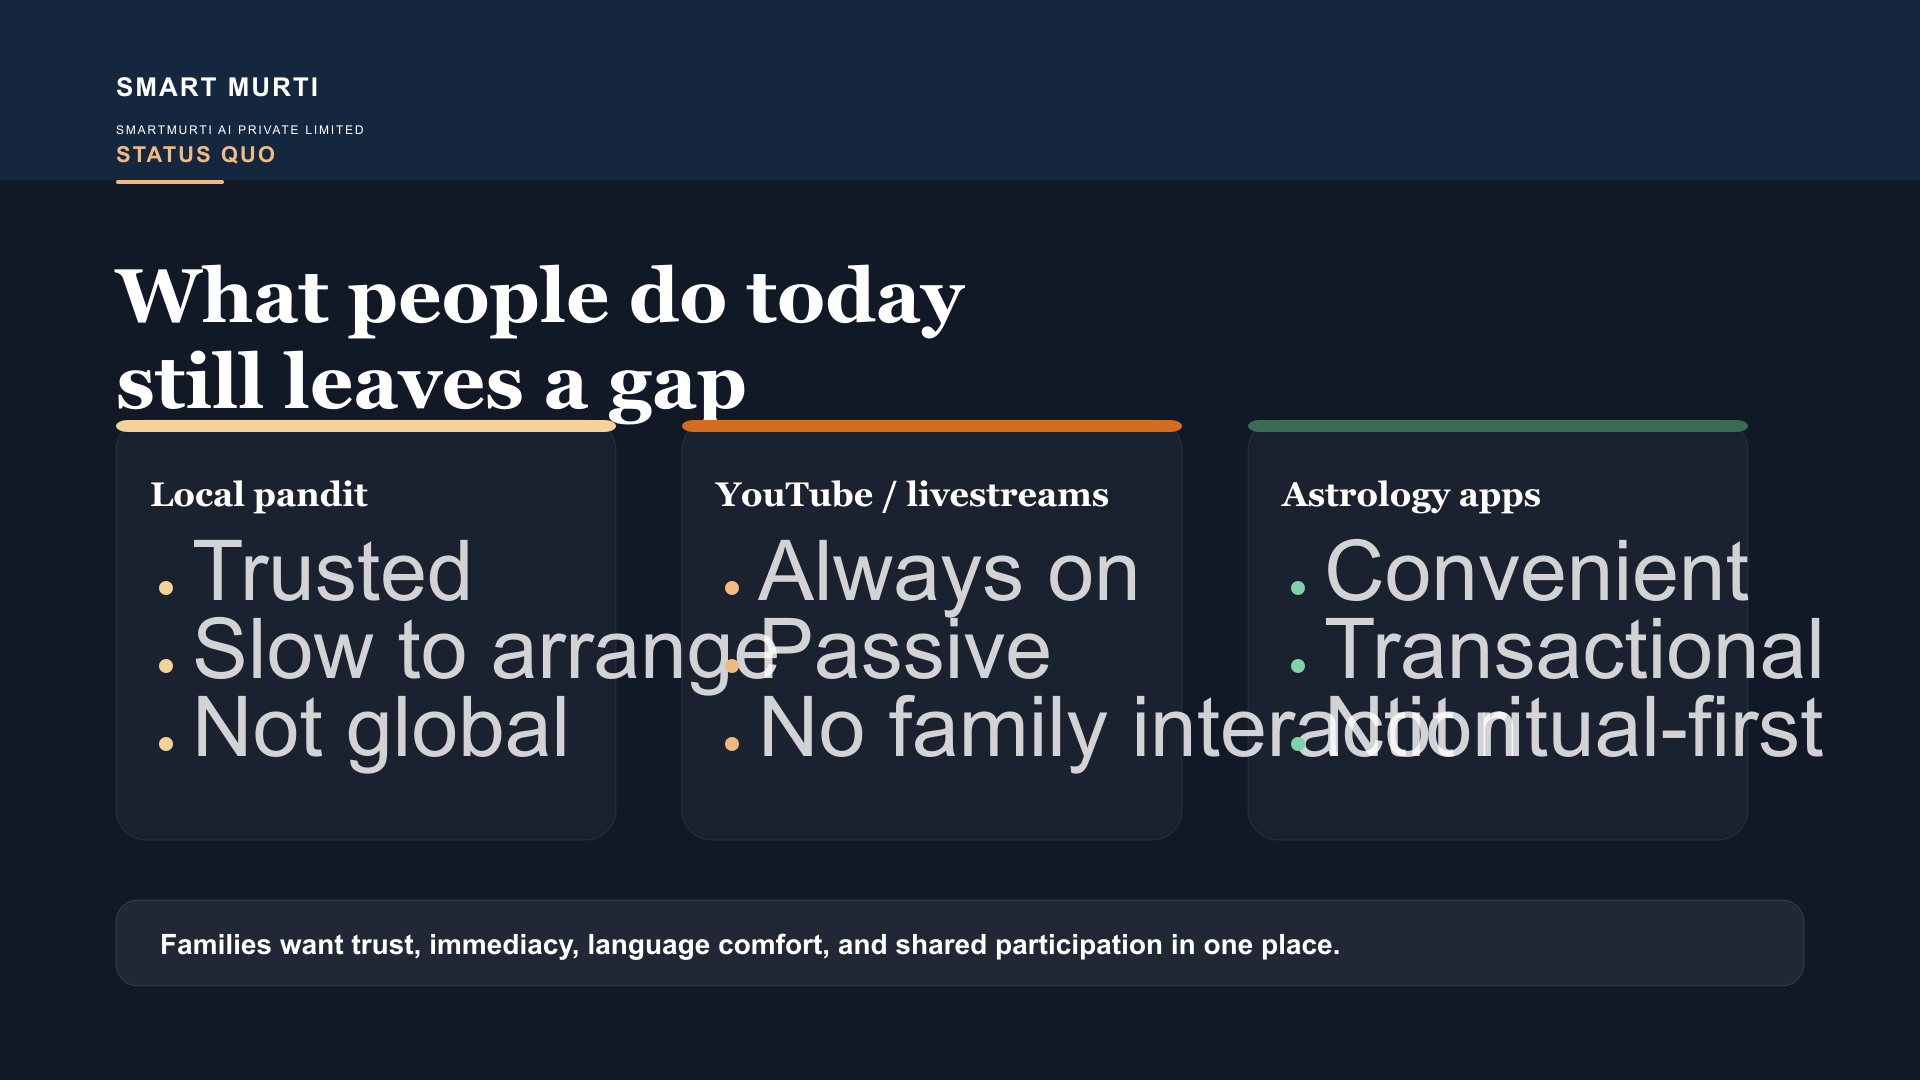 SMART MURTI
SMARTMURTI AI PRIVATE LIMITED
STATUS QUO
What people do today
still leaves a gap
Local pandit
Trusted
Slow to arrange
Not global
YouTube / livestreams
Always on
Passive
No family interaction
Astrology apps
Convenient
Transactional
Not ritual-first
Families want trust, immediacy, language comfort, and shared participation in one place.